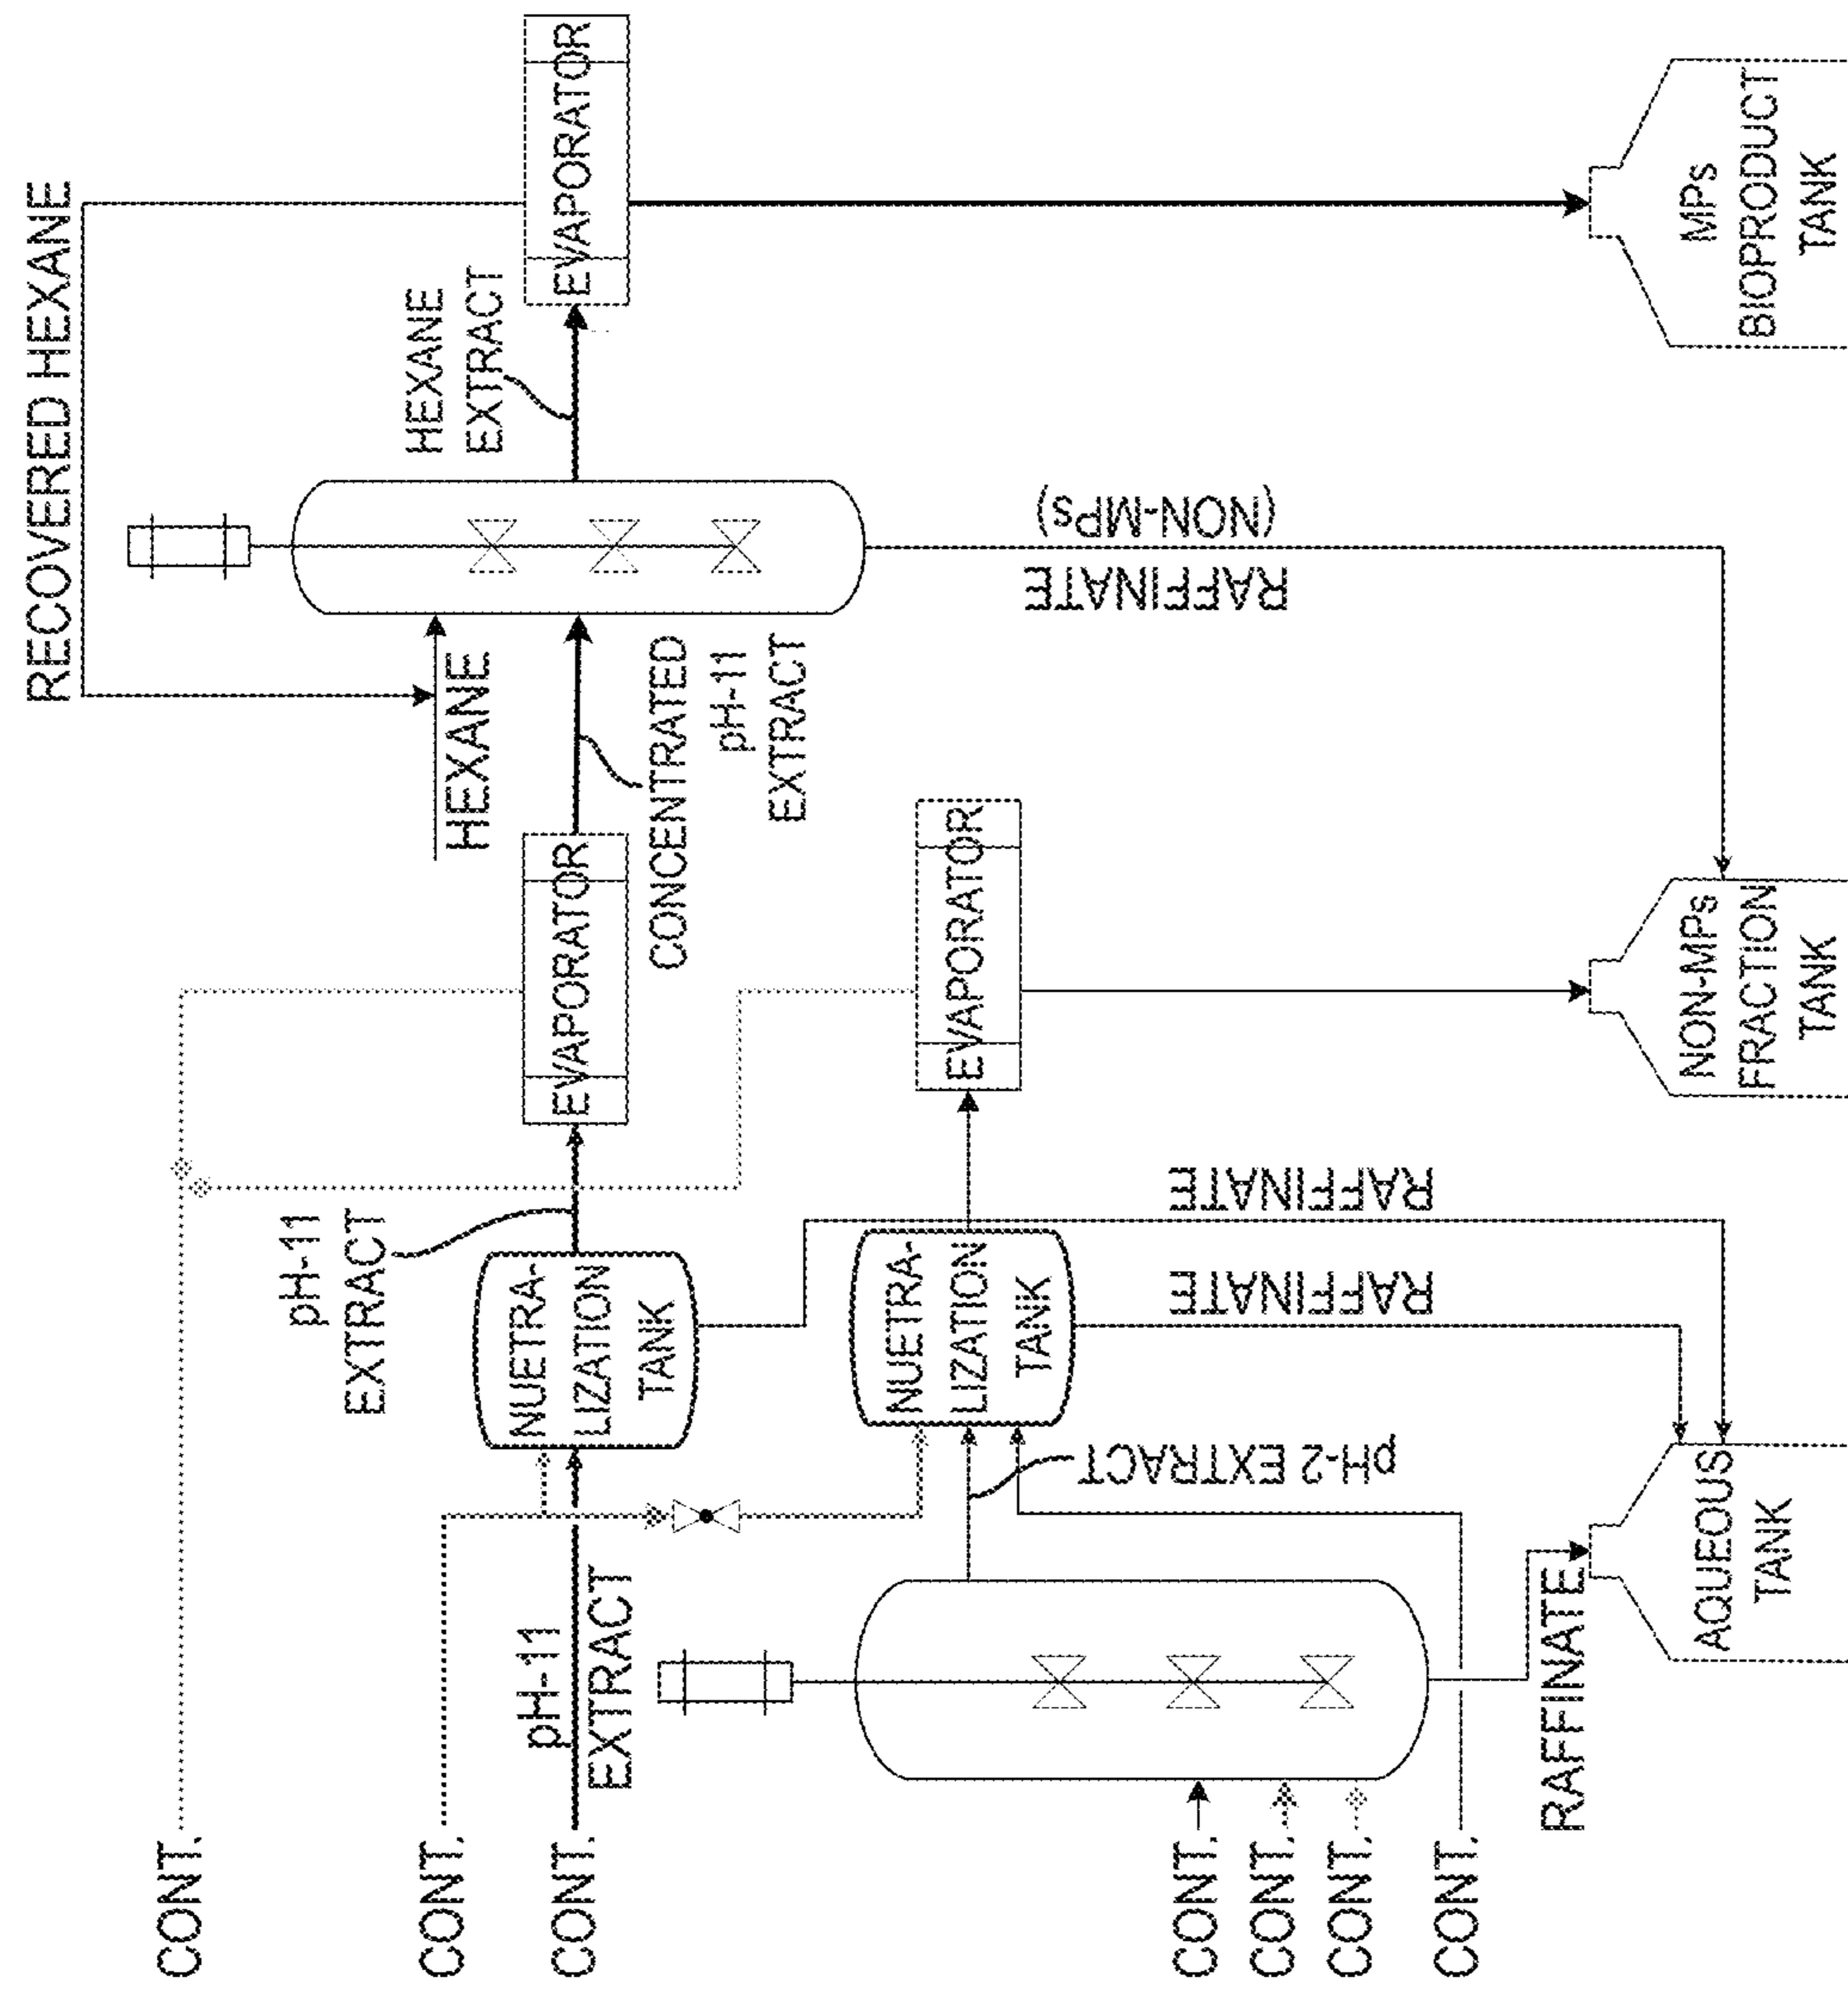 RECOVERED HEXANE
CONT.
pH-11
EXTRACT
HEXANE
EXTRACT
CONT.
HEXANE
CONT.
pH-11
EXTRACT
NUETRA-
LIZATION
TANK
EVAPORATOR
EVAPORATOR
CONCENTRATED
pH-11
EXTRACT
NUETRA-
LIZATION
TANK
EVAPORATOR
RAFFINATE
(NON-MPs)
pH-2 EXTRACT
RAFFINATE
RAFFINATE
CONT.
CONT.
CONT.
CONT.
RAFFINATE
AQUEOUS
TANK
NON-MPs
FRACTION
TANK
MPs
BIOPRODUCT
TANK